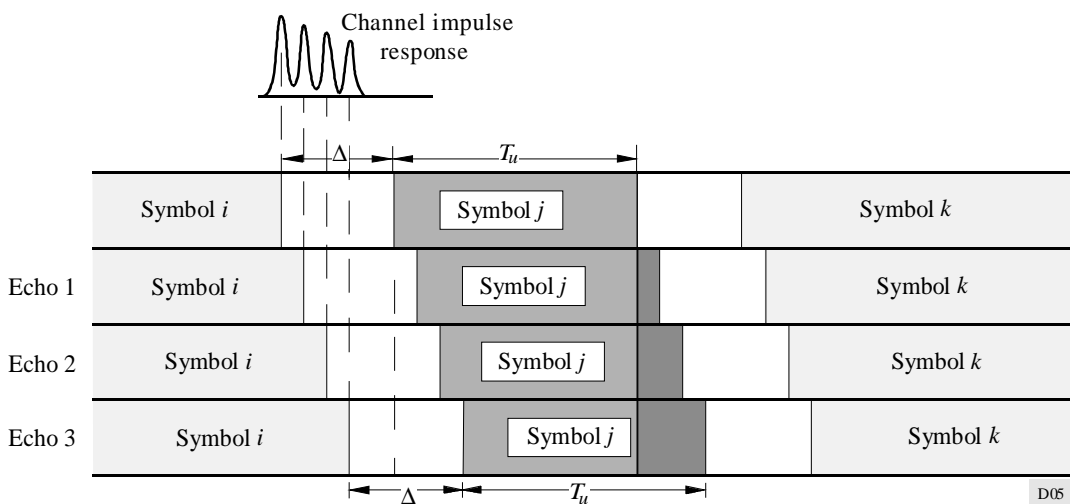 Channel impulse
response
Δ
T_u
Symbol i
Symbol j
Symbol k
Echo 1
Symbol i
Symbol j
Symbol k
Echo 2
Symbol i
Symbol j
Symbol k
Echo 3
Symbol i
Symbol j
Symbol k
Δ
T_u
D05